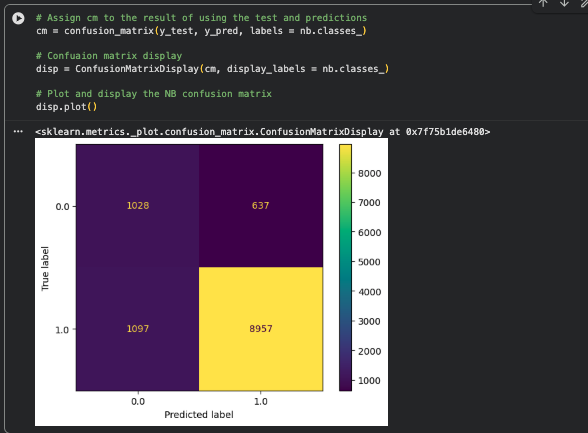 # Assign cm to the result of using the test and predictions
cm = confusion_matrix(y_test, y_pred, labels = nb.classes_)
# Confuaion matrix display
disp = ConfusionMatrixDisplay(cm, display_labels = nb.classes_)
# Plot and display the NB confusion matrix
disp.plot()
<sklearn.metrics._plot.confusion_matrix.ConfusionMatrixDisplay at 0x7f75b1de6480>
True label
0.0
1028
637
1.0
1097
8957
0.0
1.0
Predicted label
8000
7000
6000
5000
4000
3000
2000
1000